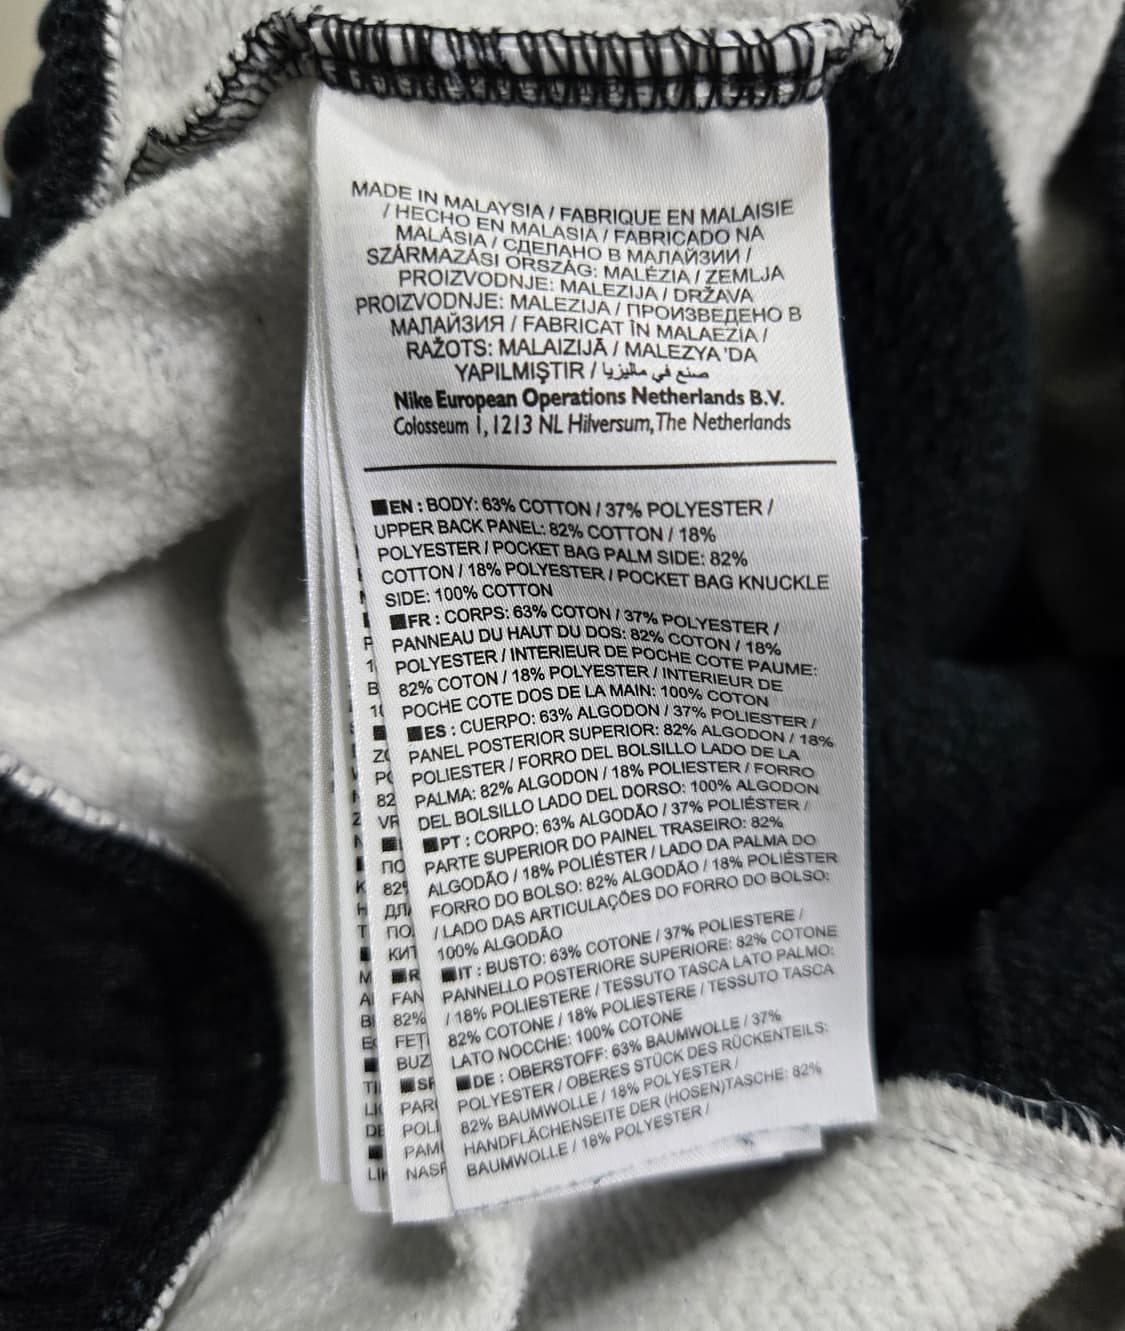 MADE IN MALAYSIA / FABRIQUE EN MALAISIE
/ HECHO EN MALASIA / FABRICADO NA
MALÁSIA / СДЕЛАНО В МАЛАЙЗИИ /
SZÁRMAZÁSI ORSZÁG: MALÉZIA / ZEMLJA
PROIZVODNJE: MALEZIJA / DRŽAVA
PROIZVODNJE: MALEZIJA / ПРОИЗВЕДЕНО В
МАЛАЙЗИЯ / FABRICAT ÎN MALAEZIA /
RAŽOTS: MALAIZIJĀ / MALEZYA 'DA
YAPILMIŞTIR / صنع في ماليزيا
Nike European Operations Netherlands B.V.
Colosseum 1, 1213 NL Hilversum, The Netherlands
EN : BODY: 63% COTTON / 37% POLYESTER /
UPPER BACK PANEL: 82% COTTON / 18%
POLYESTER / POCKET BAG PALM SIDE: 82%
COTTON / 18% POLYESTER / POCKET BAG KNUCKLE
SIDE: 100% COTTON
FR : CORPS: 63% COTON / 37% POLYESTER /
PANNEAU DU HAUT DU DOS: 82% COTON / 18%
POLYESTER / INTERIEUR DE POCHE COTE PAUME:
82% COTON / 18% POLYESTER / INTERIEUR DE
POCHE COTE DOS DE LA MAIN: 100% COTON
ES : CUERPO: 63% ALGODON / 37% POLIESTER /
PANEL POSTERIOR SUPERIOR: 82% ALGODON / 18%
POLIESTER / FORRO DEL BOLSILLO LADO DE LA
PALMA: 82% ALGODON / 18% POLIESTER / FORRO
DEL BOLSILLO LADO DEL DORSO: 100% ALGODON
PT : CORPO: 63% ALGODÃO / 37% POLIÉSTER /
PARTE SUPERIOR DO PAINEL TRASEIRO: 82%
ALGODÃO / 18% POLIÉSTER / LADO DA PALMA DO
FORRO DO BOLSO: 82% ALGODÃO / 18% POLIÉSTER
/ LADO DAS ARTICULAÇÕES DO FORRO DO BOLSO:
100% ALGODÃO
IT : BUSTO: 63% COTONE / 37% POLIESTERE /
PANNELLO POSTERIORE SUPERIORE: 82% COTONE
/ 18% POLIESTERE / TESSUTO TASCA LATO PALMO:
82% COTONE / 18% POLIESTERE / TESSUTO TASCA
LATO NOCCHE: 100% COTONE
DE : OBERSTOFF: 63% BAUMWOLLE / 37%
POLYESTER / OBERES STÜCK DES RÜCKENTEILS:
82% BAUMWOLLE / 18% POLYESTER /
HANDFLÄCHENSEITE DER (HOSEN)TASCHE: 82%
BAUMWOLLE / 18% POLYESTER /